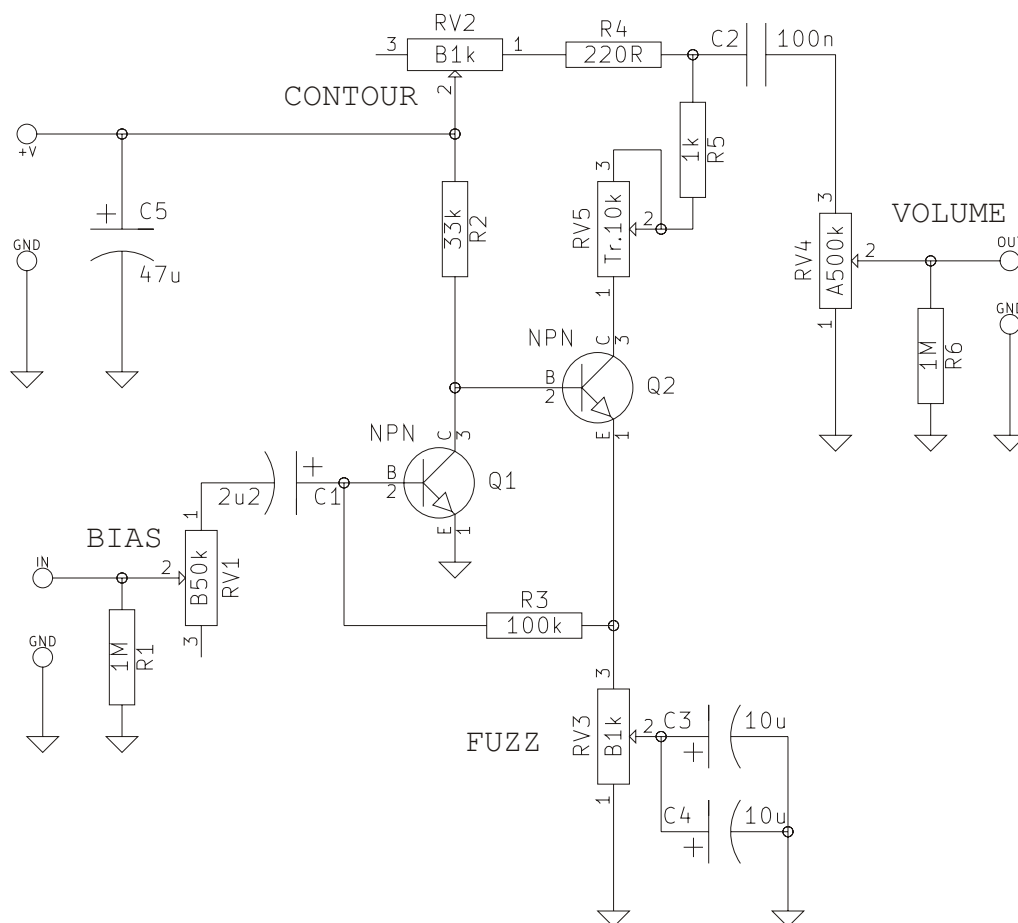 RV2
3
B1k
1
2
CONTOUR
R4
220R
C2
100n
+V
C5
+
47u
GND
33k
R2
1k
R5
3
RV5
Tr.10k
2
1
3
RV4
A500k
2
1
VOLUME
OUT
GND
1M
R6
NPN
C
3
B
2
Q2
E
1
NPN
C
3
B
2
Q1
E
1
2u2
+
C1
BIAS
IN
1
2
B50k
RV1
3
GND
1M
R1
R3
100k
3
RV3
B1k
2
1
FUZZ
C3
+
10u
C4
+
10u